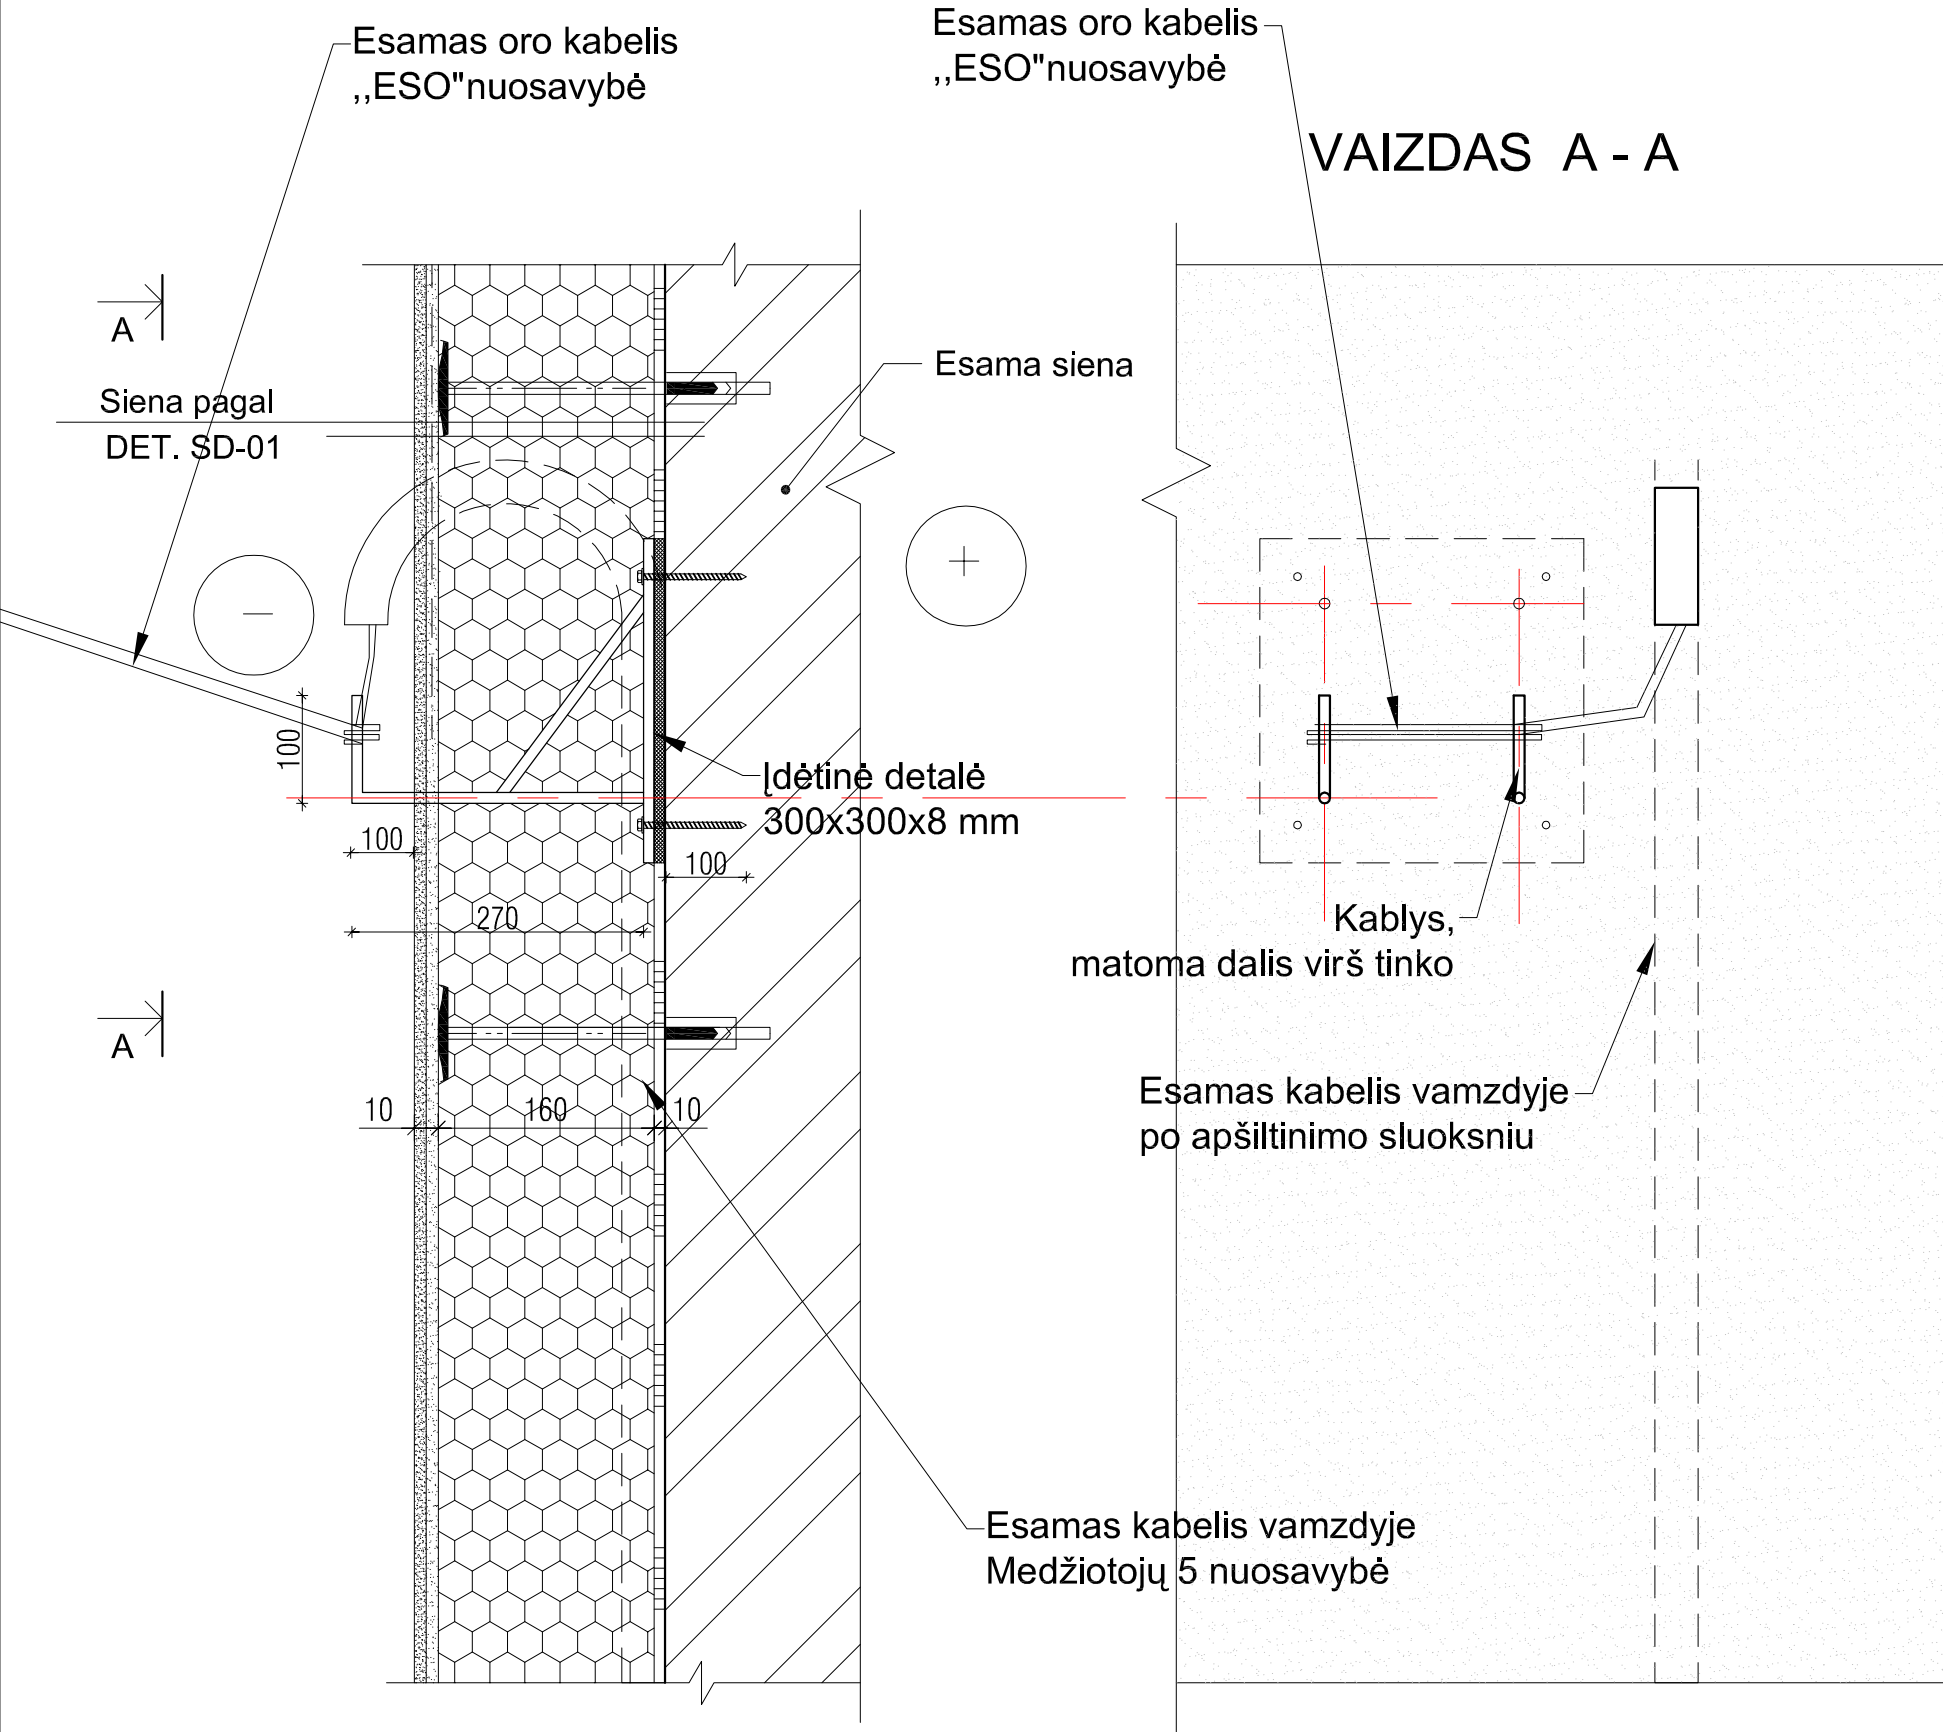 Esamas oro kabelis
,,ESO"nuosavybė
Esamas oro kabelis
,,ESO"nuosavybė
VAIZDAS A - A
A
Siena pagal
DET. SD-01
Esama siena
100
Įdėtinė detalė
300x300x8 mm
100
100
270
Kablys,
matoma dalis virš tinko
A
10
160
10
Esamas kabelis vamzdyje
po apšiltinimo sluoksniu
Esamas kabelis vamzdyje
Medžiotojų 5 nuosavybė